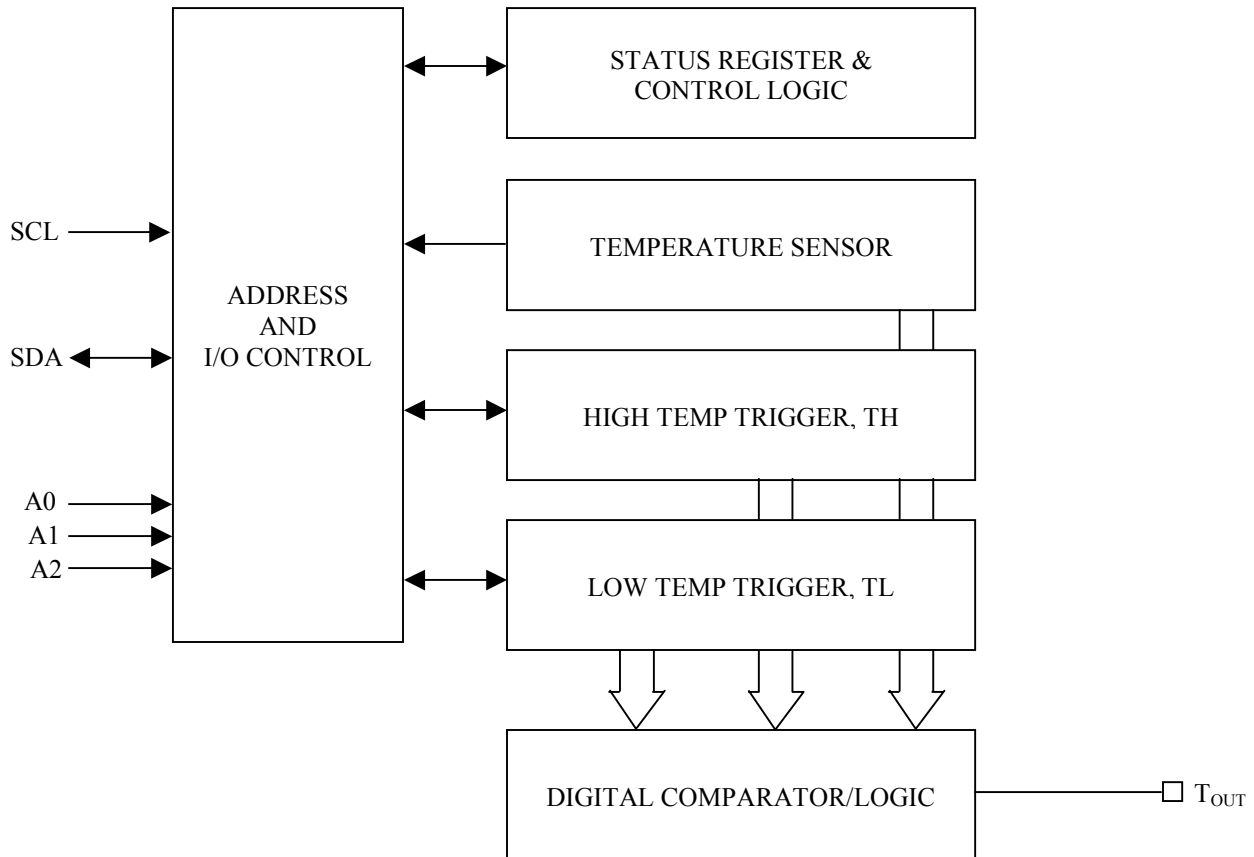 STATUS REGISTER &
CONTROL LOGIC
SCL
TEMPERATURE SENSOR
ADDRESS
AND
I/O CONTROL
SDA
HIGH TEMP TRIGGER, TH
A0
A1
A2
LOW TEMP TRIGGER, TL
DIGITAL COMPARATOR/LOGIC
TOUT